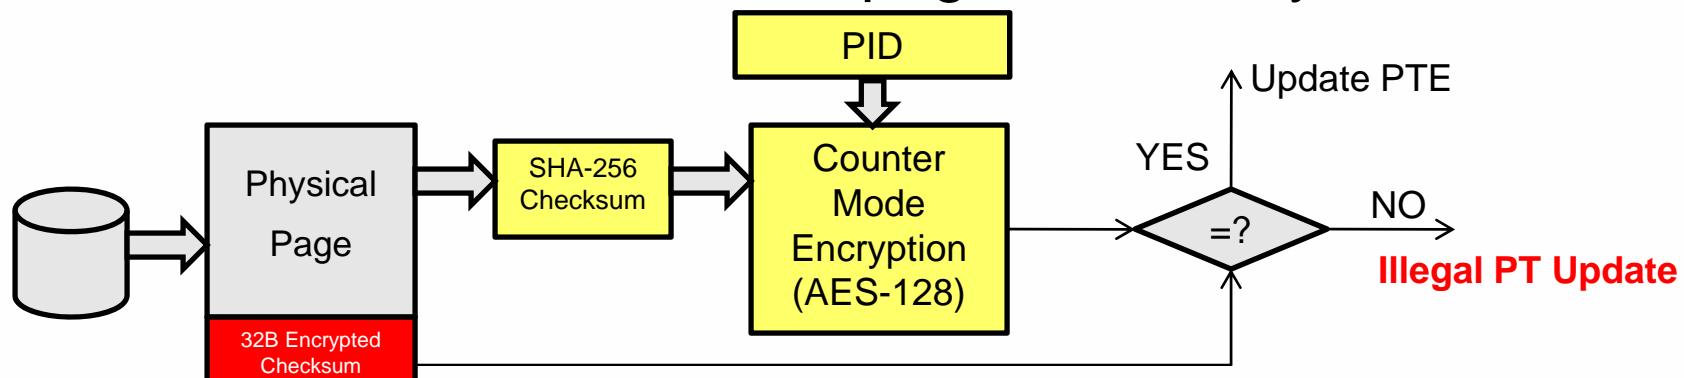 PID
Update PTE
Physical
Page
SHA-256
Checksum
Counter
Mode
Encryption
(AES-128)
YES
=?
NO
Illegal PT Update
32B Encrypted
Checksum